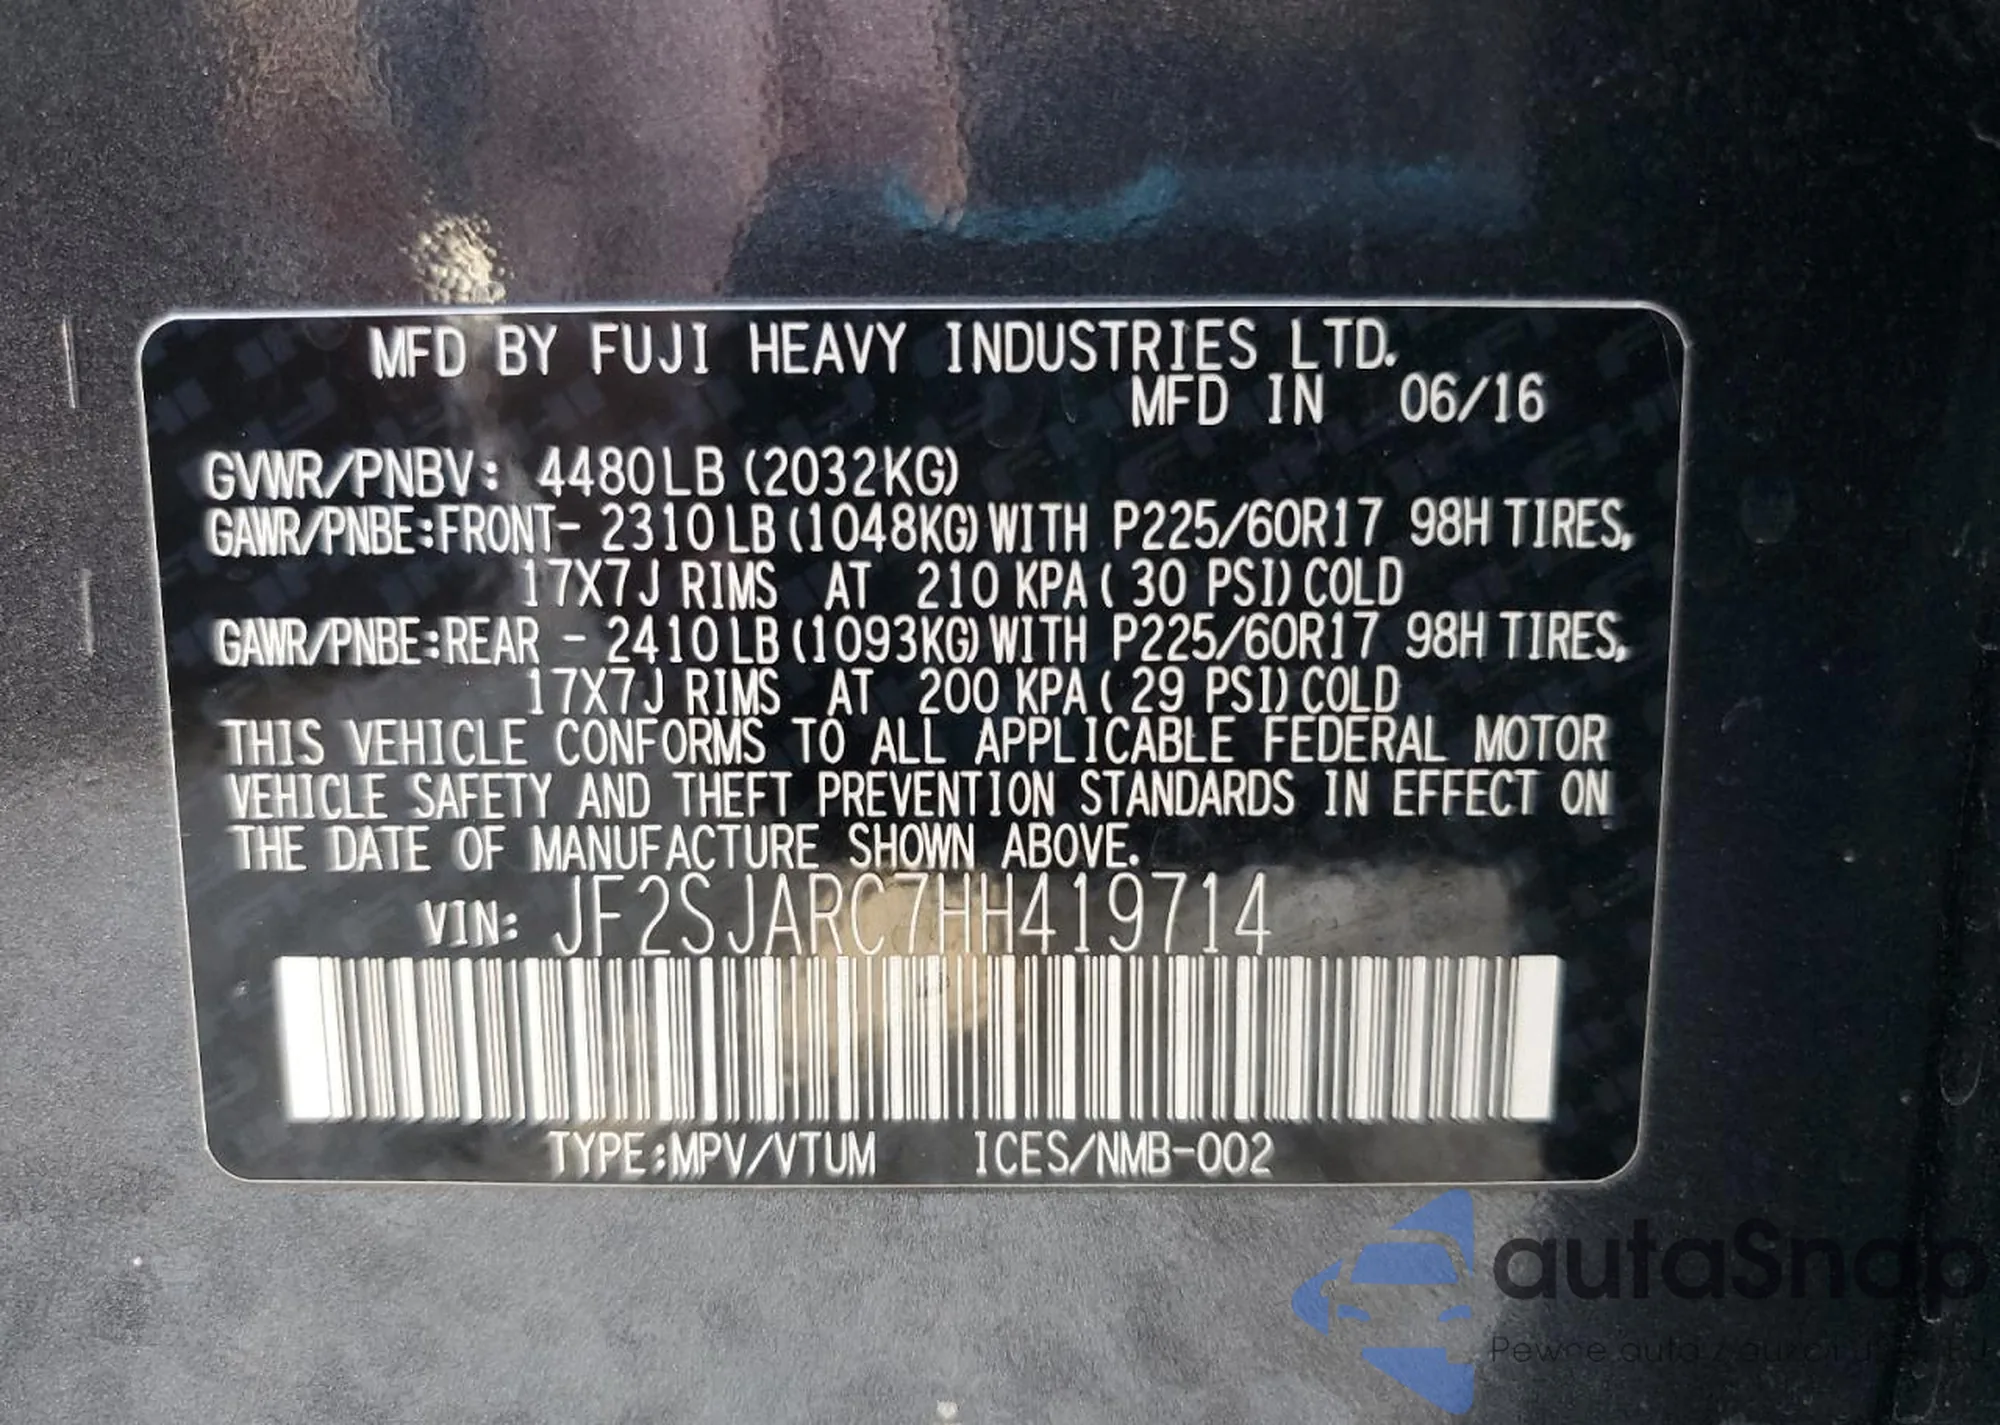 MFD BY FUJI HEAVY INDUSTRIES LTD.
MFD IN 06/16
GVWR/PNBV: 4480LB (2032KG)
GAWR/PNBE:FRONT- 2310LB (1048KG) WITH P225/60R17 98H TIRES,
17X7J RIMS AT 210 KPA ( 30 PSI) COLD
GAWR/PNBE:REAR - 2410LB (1093KG) WITH P225/60R17 98H TIRES,
17X7J RIMS AT 200 KPA ( 29 PSI) COLD
THIS VEHICLE CONFORMS TO ALL APPLICABLE FEDERAL MOTOR
VEHICLE SAFETY AND THEFT PREVENTION STANDARDS IN EFFECT ON
THE DATE OF MANUFACTURE SHOWN ABOVE.
VIN: JF2SJARC7HH419714
TYPE:MPV/VTUM ICES/NMB-002
autaSnap
Pewne auta z